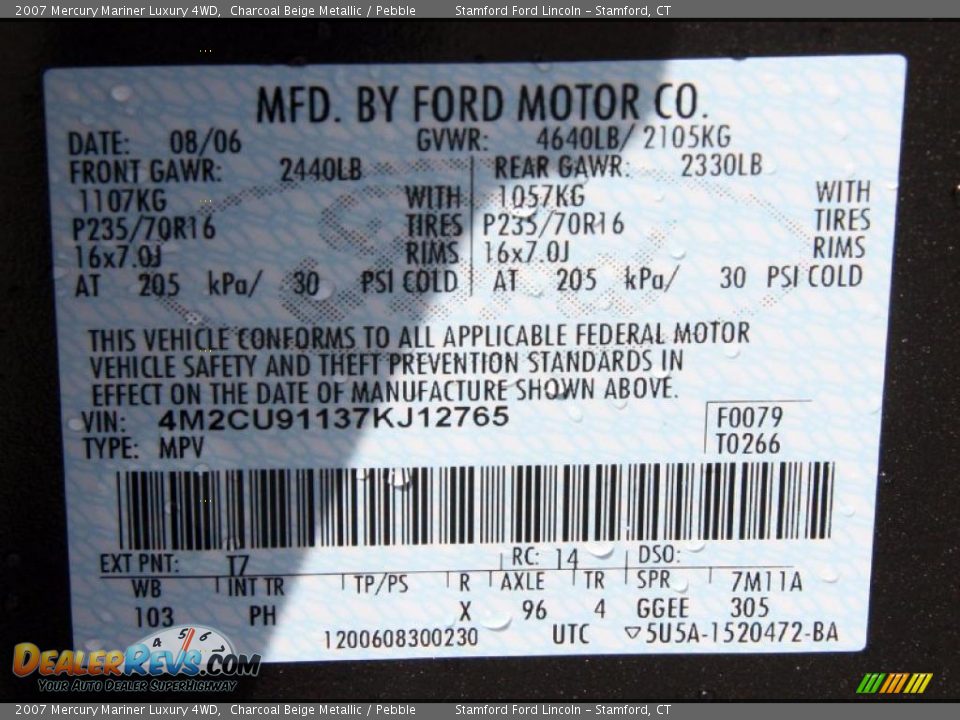 2007 Mercury Mariner Luxury 4WD, Charcoal Beige Metallic / Pebble Stamford Ford Lincoln - Stamford, CT
MFD. BY FORD MOTOR CO.
DATE: 08/06 GVWR: 4640LB/ 2105KG
FRONT GAWR: 2440LB REAR GAWR: 2330LB
1107KG WITH 1057KG WITH
P235/70R16 TIRES P235/70R16 TIRES
16x7.0J RIMS 16x7.0J RIMS
AT 205 kPa/ 30 PSI COLD AT 205 kPa/ 30 PSI COLD
THIS VEHICLE CONFORMS TO ALL APPLICABLE FEDERAL MOTOR
VEHICLE SAFETY AND THEFT PREVENTION STANDARDS IN
EFFECT ON THE DATE OF MANUFACTURE SHOWN ABOVE.
VIN: 4M2CU91137KJ12765 F0079
TYPE: MPV T0266
EXT PNT: T7 RC: 14 DSO:
WB INT TR TP/PS R AXLE TR SPR 7M11A
103 PH X 96 4 GGEE 305
1200608300230 UTC ▽5U5A-1520472-BA
4 5 6
DEALERREVS.COM
YOUR AUTO DEALER SUPERHIGHWAY
2007 Mercury Mariner Luxury 4WD, Charcoal Beige Metallic / Pebble Stamford Ford Lincoln - Stamford, CT